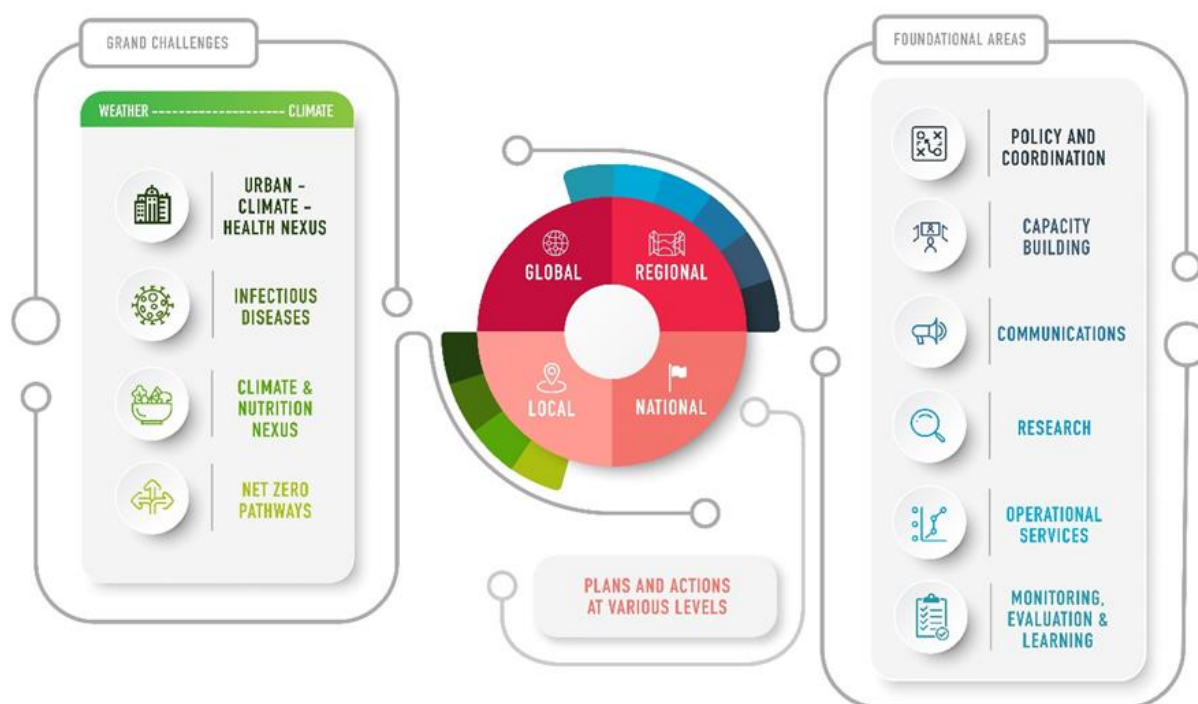 GRAND CHALLENGES
WEATHER ---------------------- CLIMATE
URBAN -
CLIMATE -
HEALTH NEXUS
INFECTIOUS
DISEASES
CLIMATE &
NUTRITION
NEXUS
NET ZERO
PATHWAYS
GLOBAL
REGIONAL
LOCAL
NATIONAL
PLANS AND ACTIONS
AT VARIOUS LEVELS
FOUNDATIONAL AREAS
POLICY AND
COORDINATION
CAPACITY
BUILDING
COMMUNICATIONS
RESEARCH
OPERATIONAL
SERVICES
MONITORING,
EVALUATION &
LEARNING